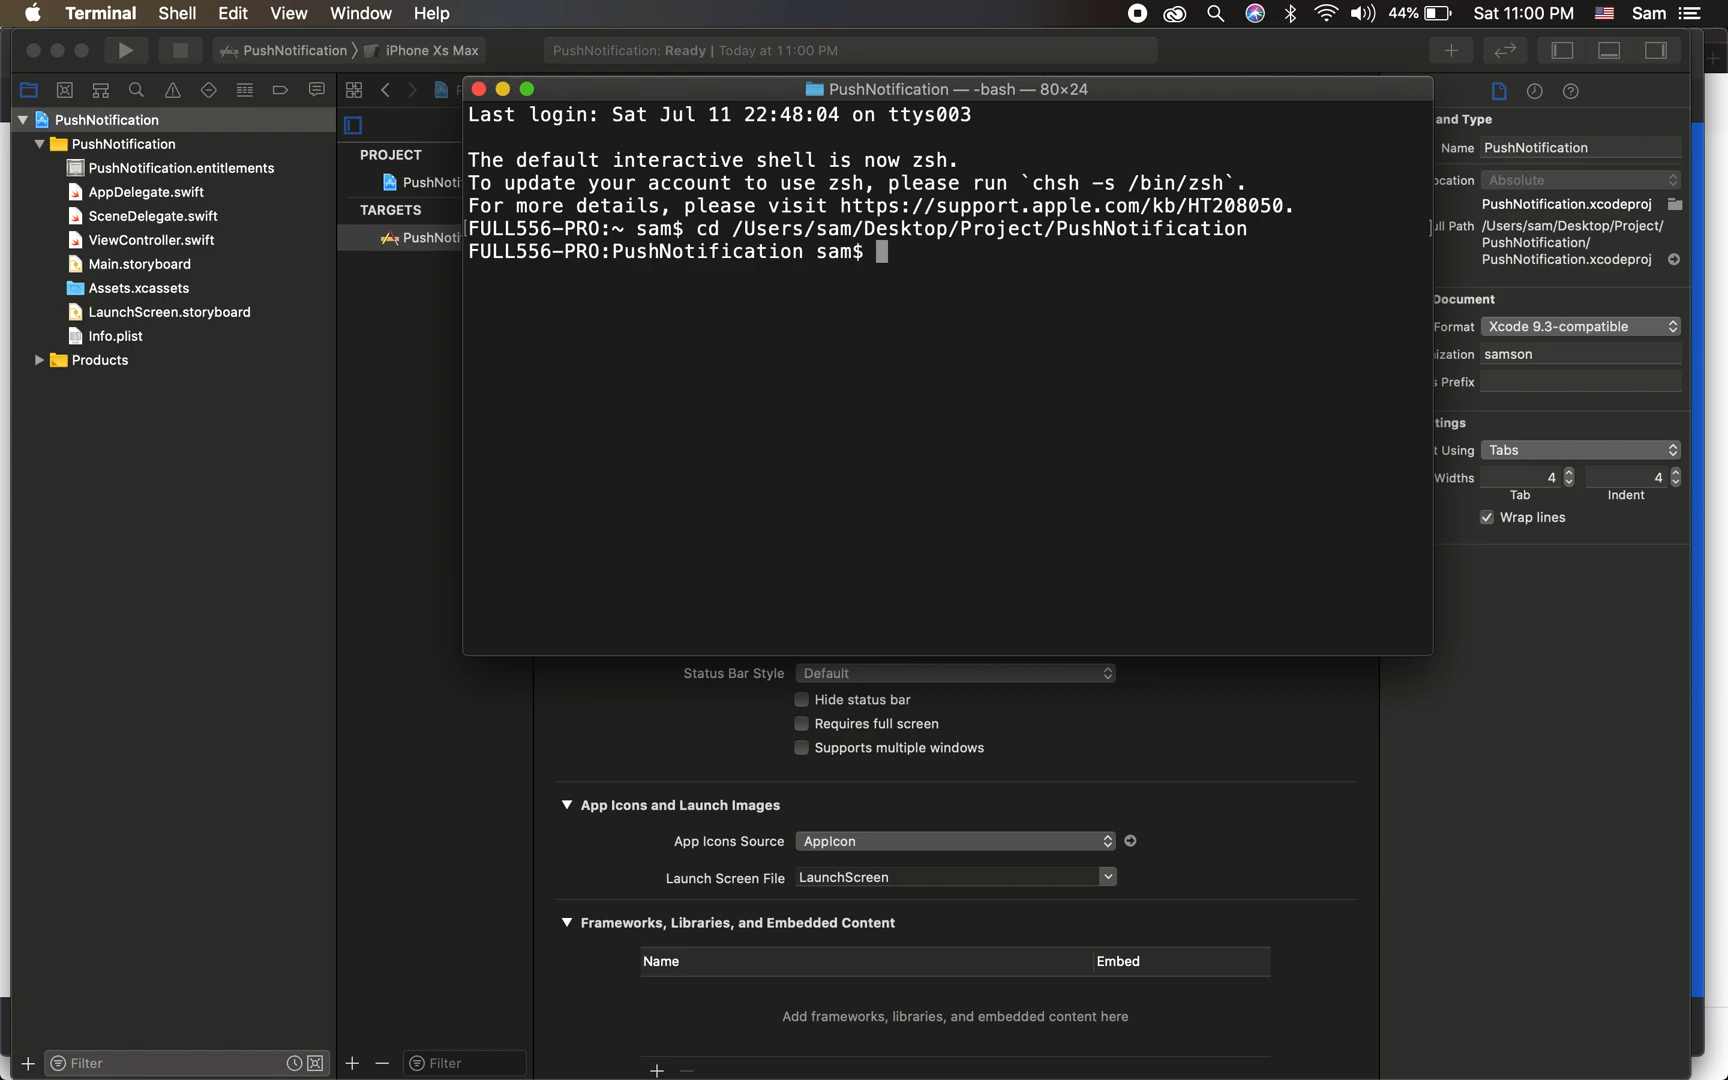 Terminal Shell Edit View Window Help 44% Sat 11:00 PM Sam
PushNotification iPhone Xs Max PushNotification: Ready | Today at 11:00 PM
PushNotification
PushNotification
PushNotification.entitlements
AppDelegate.swift
SceneDelegate.swift
ViewController.swift
Main.storyboard
Assets.xcassets
LaunchScreen.storyboard
Info.plist
Products
Filter
PROJECT
PushNoti
TARGETS
PushNoti
Filter
PushNotification — -bash — 80×24
Last login: Sat Jul 11 22:48:04 on ttys003
The default interactive shell is now zsh.
To update your account to use zsh, please run `chsh -s /bin/zsh`.
For more details, please visit https://support.apple.com/kb/HT208050.
[FULL556-PRO:~ sam$ cd /Users/sam/Desktop/Project/PushNotification ]
FULL556-PRO:PushNotification sam$
Status Bar Style Default
Hide status bar
Requires full screen
Supports multiple windows
App Icons and Launch Images
App Icons Source AppIcon
Launch Screen File LaunchScreen
Frameworks, Libraries, and Embedded Content
Name Embed
Add frameworks, libraries, and embedded content here
and Type
Name PushNotification
ocation Absolute
PushNotification.xcodeproj
ull Path /Users/sam/Desktop/Project/
PushNotification/
PushNotification.xcodeproj
Document
Format Xcode 9.3-compatible
ization samson
s Prefix
tings
t Using Tabs
Widths 4 4
Tab Indent
Wrap lines